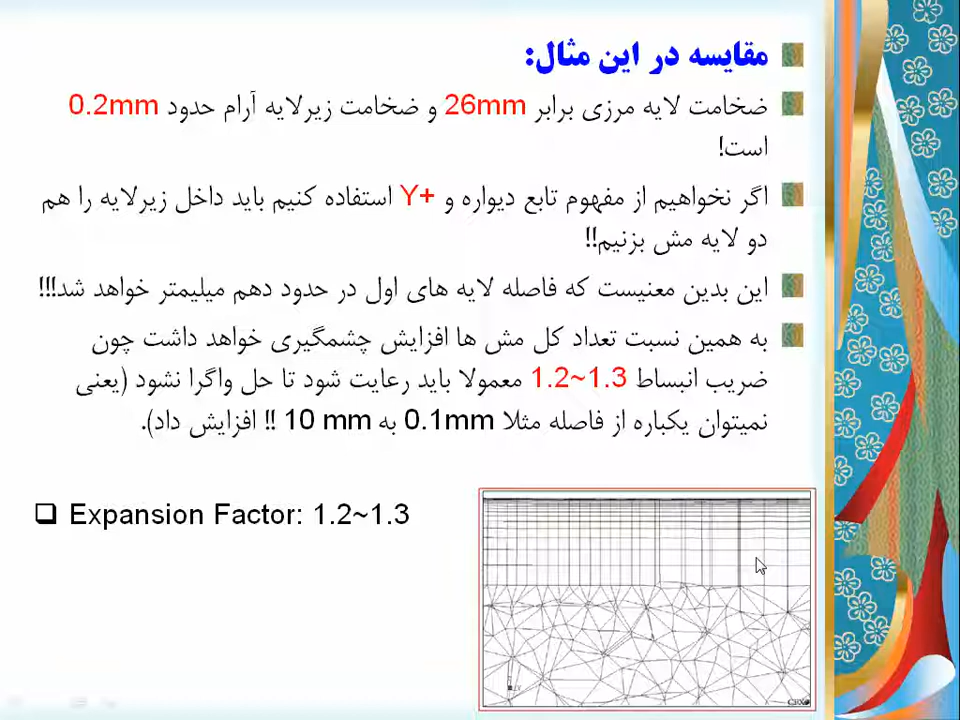 مقایسه در این مثال:
ضخامت لایه مرزی برابر 26mm و ضخامت زیرلایه آرام حدود 0.2mm
است!
اگر نخواهیم از مفهوم تابع دیواره و Y+ استفاده کنیم باید داخل زیرلایه را هم
دو لایه مش بزنیم!!
این بدین معنیست که فاصله لایه های اول در حدود دهم میلیمتر خواهد شد!!!
به همین نسبت تعداد کل مش ها افزایش چشمگیری خواهد داشت چون
ضریب انبساط 1.2~1.3 معمولا باید رعایت شود تا حل واگرا نشود (یعنی
نمیتوان یکباره از فاصله مثلا 0.1mm به 10 mm !! افزایش داد).
Expansion Factor: 1.2~1.3